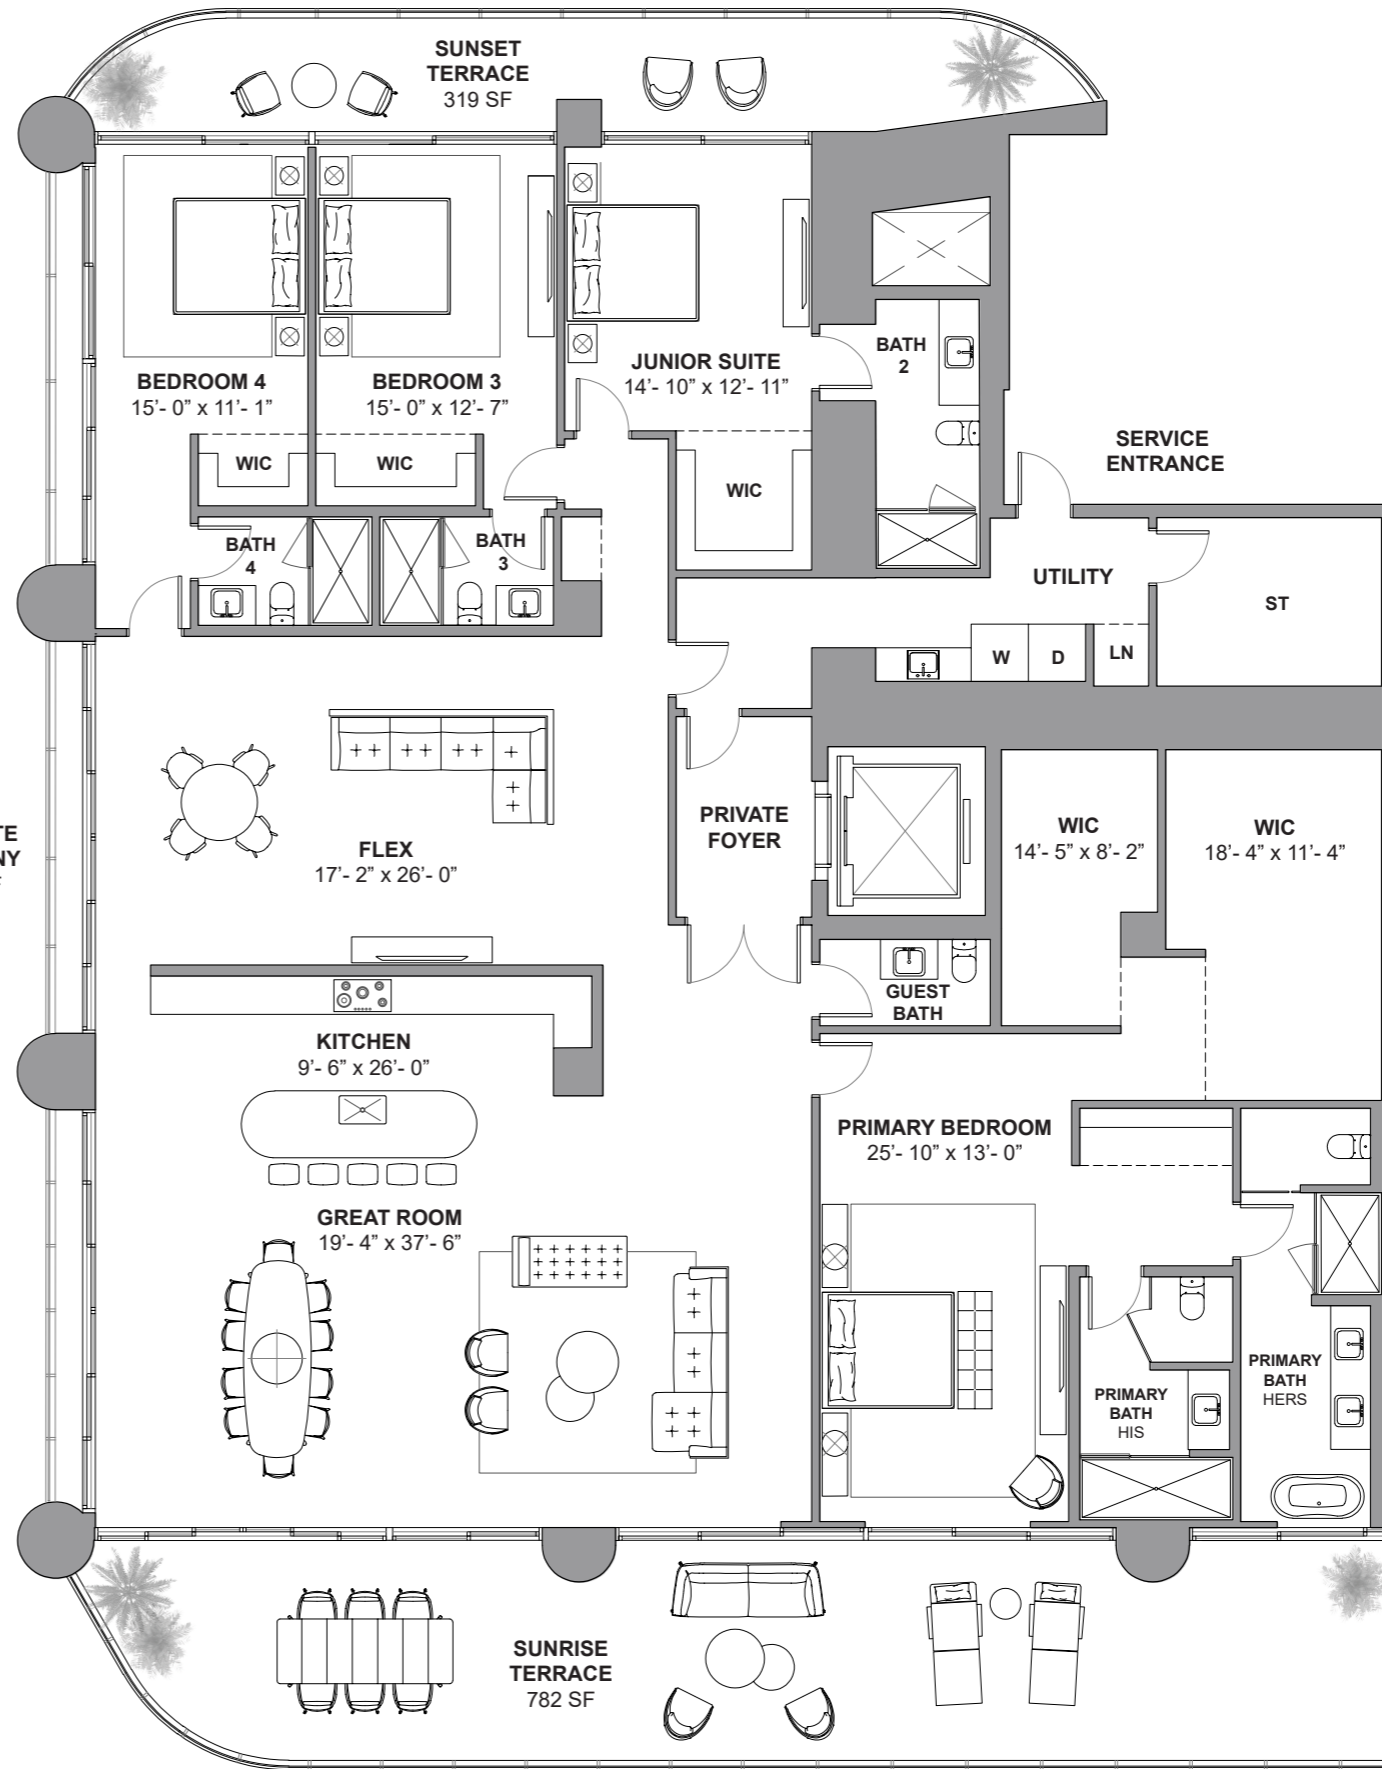 SUNSET
TERRACE
319 SF
BEDROOM 4
15’- 0” x 11’- 1”
BEDROOM 3
15’- 0” x 12’- 7”
JUNIOR SUITE
14’- 10” x 12’- 11”
BATH
2
WIC
WIC
WIC
SERVICE
ENTRANCE
BATH
4
BATH
3
UTILITY
ST
W
D
LN
PRIVATE
FOYER
FLEX
17’- 2” x 26’- 0”
WIC
14’- 5” x 8’- 2”
WIC
18’- 4” x 11’- 4”
GUEST
BATH
KITCHEN
9’- 6” x 26’- 0”
PRIMARY BEDROOM
25’- 10” x 13’- 0”
GREAT ROOM
19’- 4” x 37’- 6”
PRIMARY
BATH
HIS
PRIMARY
BATH
HERS
SUNRISE
TERRACE
782 SF